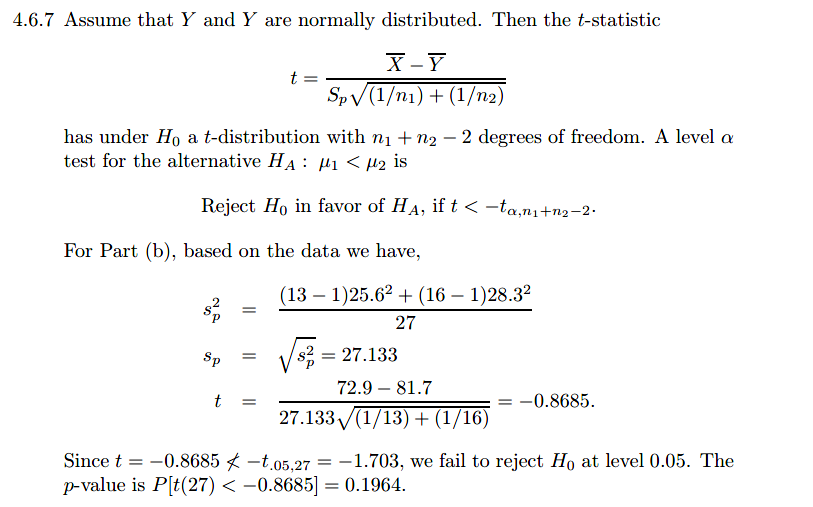 4.6.7 Assume that Y and Y are normally distributed. Then the t-statistic
t = \frac{\overline{X} - \overline{Y}}{S_p\sqrt{(1/n_1) + (1/n_2)}}
has under H_0 a t-distribution with n_1 + n_2 − 2 degrees of freedom. A level α
test for the alternative H_A : μ_1 < μ_2 is
Reject H_0 in favor of H_A, if t < −t_{α,n_1+n_2−2}.
For Part (b), based on the data we have,
s_p^2 = \frac{(13 − 1)25.6^2 + (16 − 1)28.3^2}{27}
s_p = \sqrt{s_p^2} = 27.133
t = \frac{72.9 − 81.7}{27.133\sqrt{(1/13) + (1/16)}} = −0.8685.
Since t = −0.8685 ≮ −t_{.05,27} = −1.703, we fail to reject H_0 at level 0.05. The
p-value is P[t(27) < −0.8685] = 0.1964.